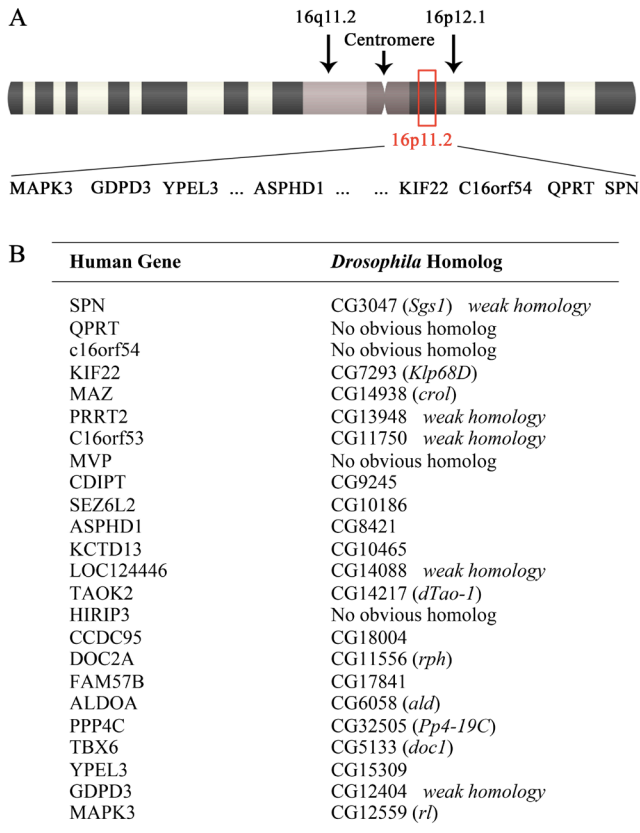 A
16q11.2 16p12.1
Centromere
16p11.2
MAPK3 GDPD3 YPEL3 ... ASPHD1 ... ... KIF22 C16orf54 QPRT SPN
B
Human Gene Drosophila Homolog
SPN CG3047 (Sgs1) weak homology
QPRT No obvious homolog
c16orf54 No obvious homolog
KIF22 CG7293 (Klp68D)
MAZ CG14938 (crol)
PRRT2 CG13948 weak homology
C16orf53 CG11750 weak homology
MVP No obvious homolog
CDIPT CG9245
SEZ6L2 CG10186
ASPHD1 CG8421
KCTD13 CG10465
LOC124446 CG14088 weak homology
TAOK2 CG14217 (dTao-1)
HIRIP3 No obvious homolog
CCDC95 CG18004
DOC2A CG11556 (rph)
FAM57B CG17841
ALDOA CG6058 (ald)
PPP4C CG32505 (Pp4-19C)
TBX6 CG5133 (doc1)
YPEL3 CG15309
GDPD3 CG12404 weak homology
MAPK3 CG12559 (rl)